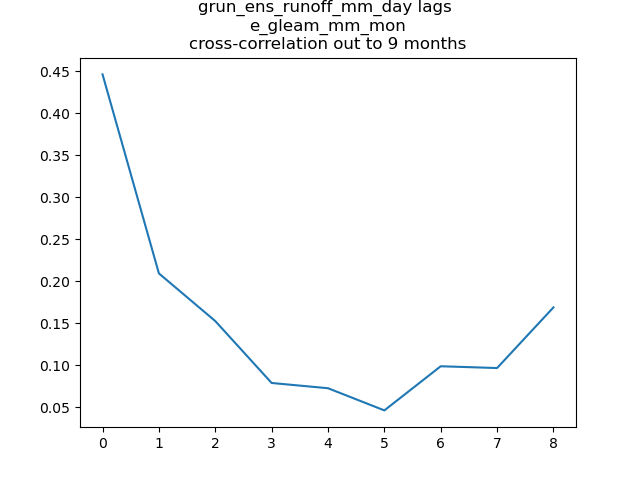 grun_ens_runoff_mm_day lags
e_gleam_mm_mon
cross-correlation out to 9 months
0.45
0.40
0.35
0.30
0.25
0.20
0.15
0.10
0.05
0 1 2 3 4 5 6 7 8